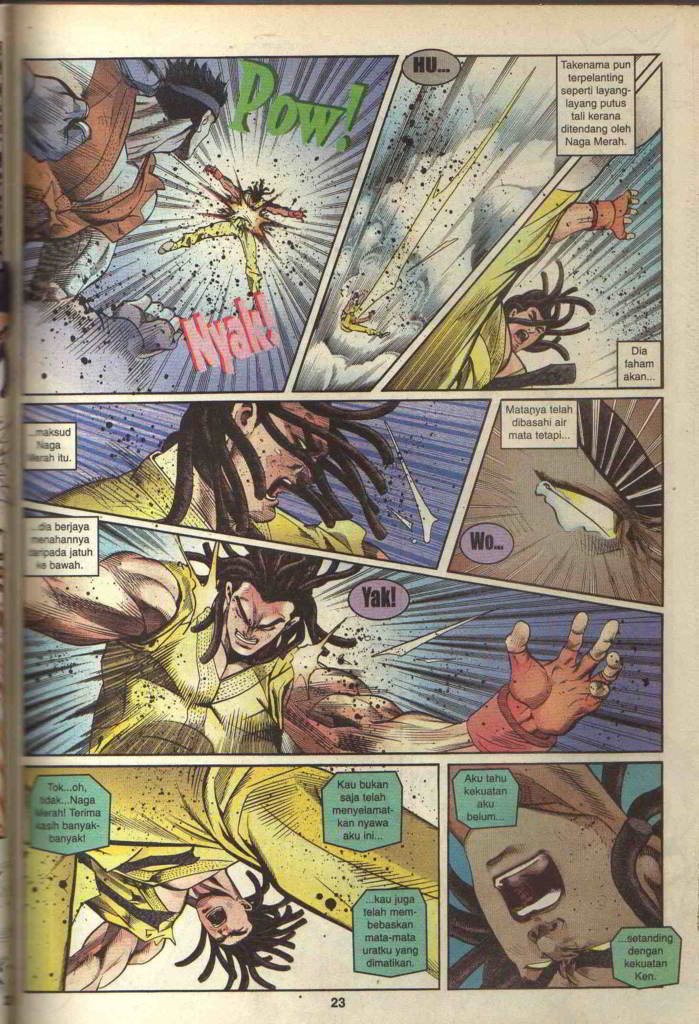 Pow!
Nyak!
HU...
Takenama pun
terpelanting
seperti layang-
layang putus
tali kerana
ditendang oleh
Naga Merah.
Dia
faham
akan...
...maksud
Naga
Merah itu.
Matanya telah
dibasahi air
mata tetapi...
Wo...
...dia berjaya
menahannya
daripada jatuh
ke bawah.
Yak!
Tok...oh,
tidak...Naga
Merah! Terima
kasih banyak-
banyak!
Kau bukan
saja telah
menyelamat-
kan nyawa
aku ini...
...kau juga
telah mem-
bebaskan
mata-mata
uratku yang
dimatikan.
Aku tahu
kekuatan
aku
belum...
...setanding
dengan
kekuatan
Ken.
23